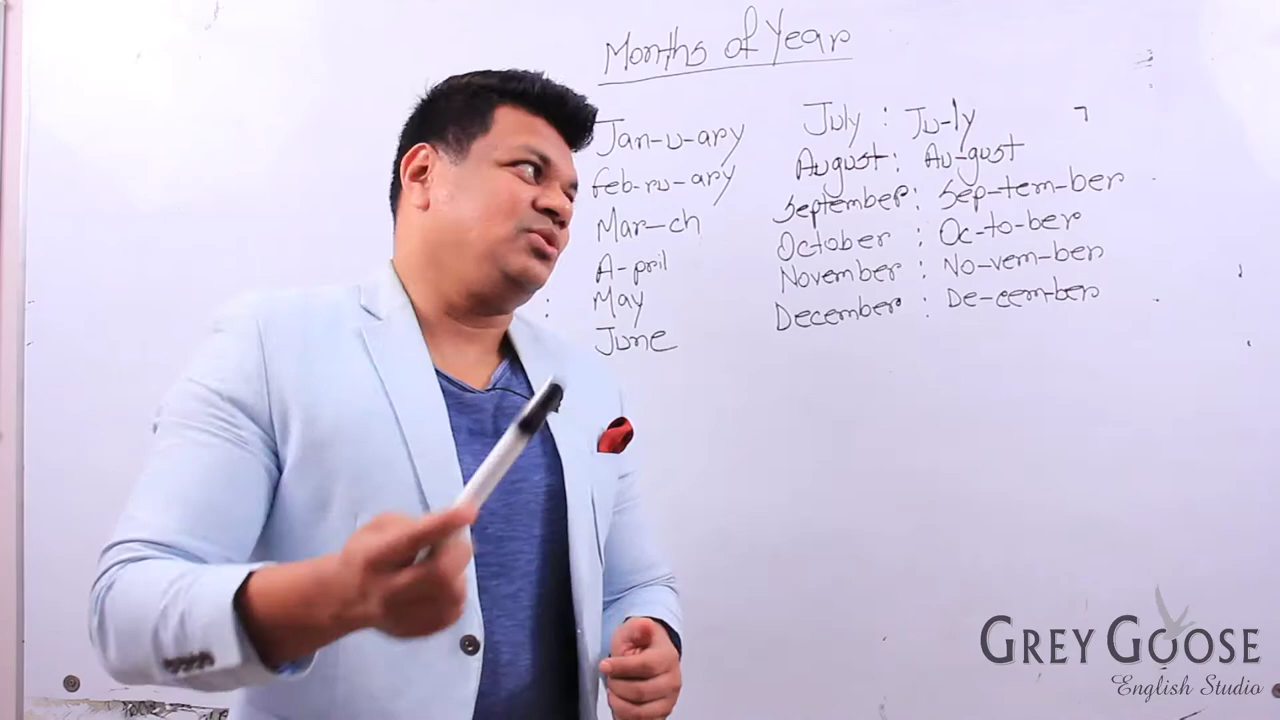 Months of Year
Jan-u-ary
Feb-ru-ary
Mar-ch
A-pril
May
June
July : Ju-ly
August : Au-gust
September : Sep-tem-ber
October : Oc-to-ber
November : No-vem-ber
December : De-cem-ber
GREY GOOSE
English Studio